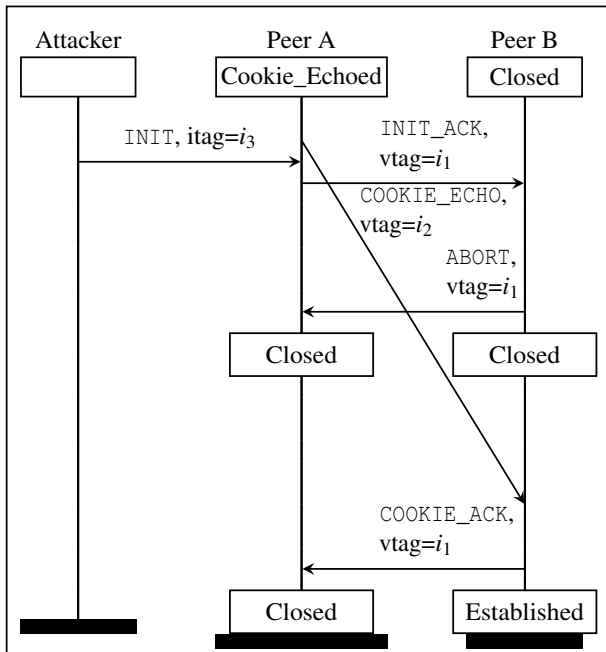 Attacker Peer A Peer B
Cookie_Echoed Closed
INIT, itag=i₃
INIT_ACK,
vtag=i₁
COOKIE_ECHO,
vtag=i₂
ABORT,
vtag=i₁
Closed Closed
COOKIE_ACK,
vtag=i₁
Closed Established